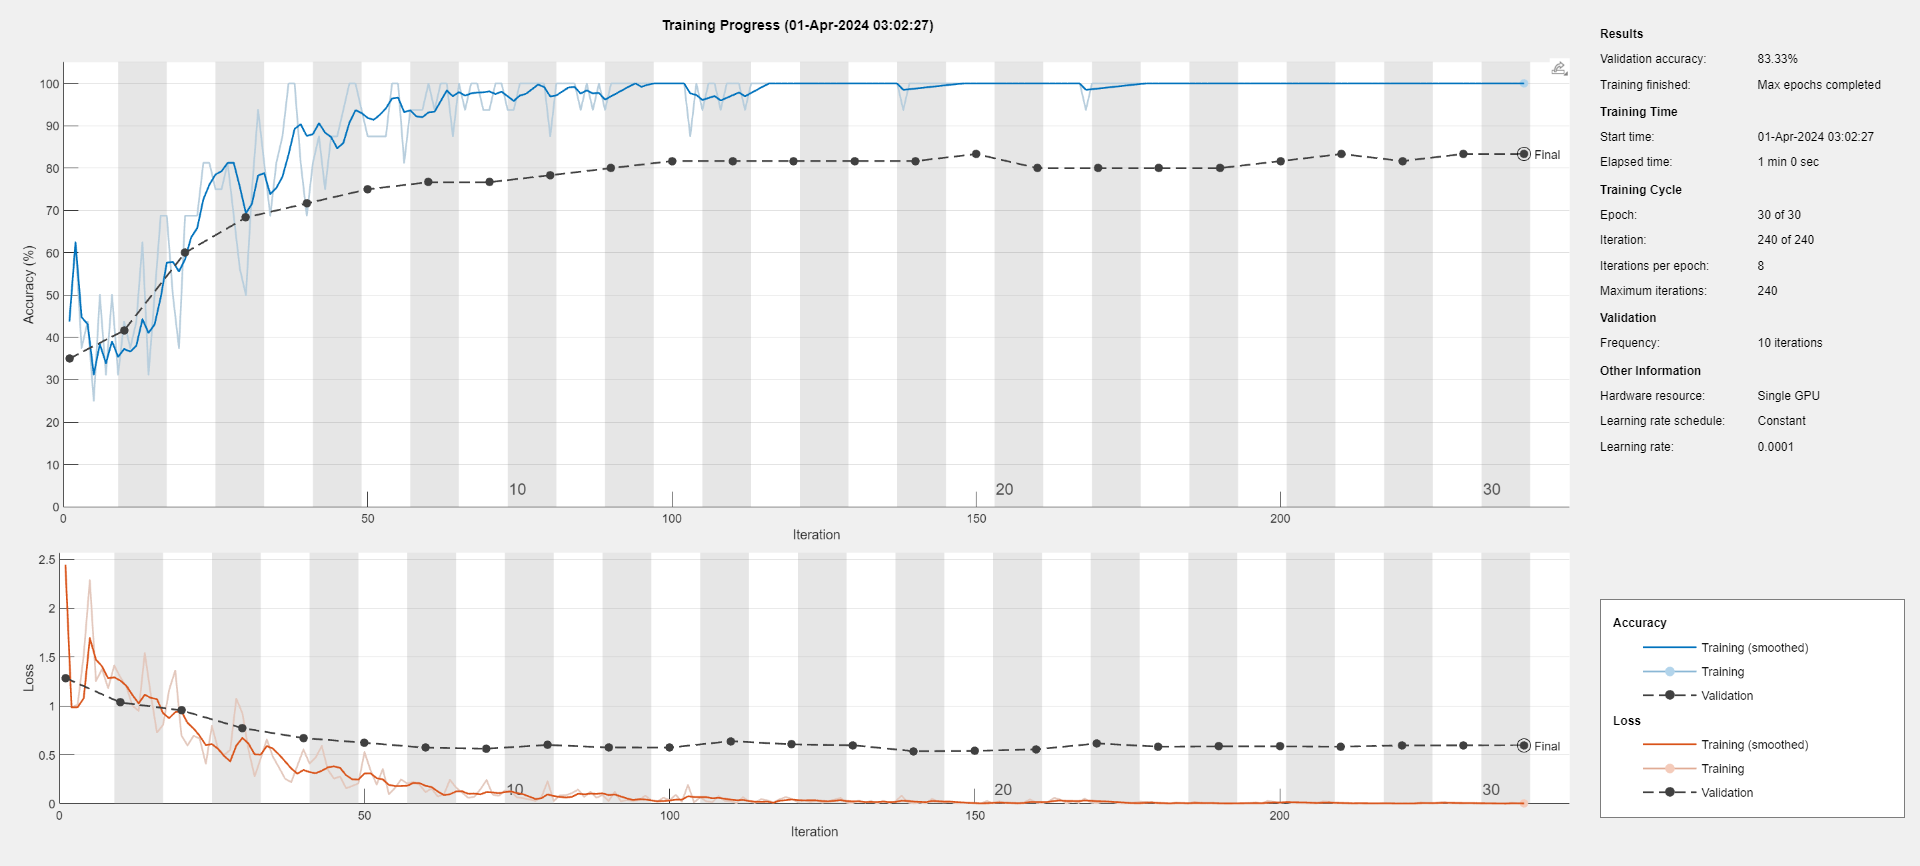 Training Progress (01-Apr-2024 03:02:27)
100
90
80
70
60
50
40
30
20
10
0
Accuracy (%)
Final
10
20
30
0
50
100
150
200
Iteration
2.5
2
1.5
1
0.5
0
Loss
Final
10
20
30
0
50
100
150
200
Iteration
Results
Validation accuracy: 83.33%
Training finished: Max epochs completed
Training Time
Start time: 01-Apr-2024 03:02:27
Elapsed time: 1 min 0 sec
Training Cycle
Epoch: 30 of 30
Iteration: 240 of 240
Iterations per epoch: 8
Maximum iterations: 240
Validation
Frequency: 10 iterations
Other Information
Hardware resource: Single GPU
Learning rate schedule: Constant
Learning rate: 0.0001
Accuracy
Training (smoothed)
Training
Validation
Loss
Training (smoothed)
Training
Validation